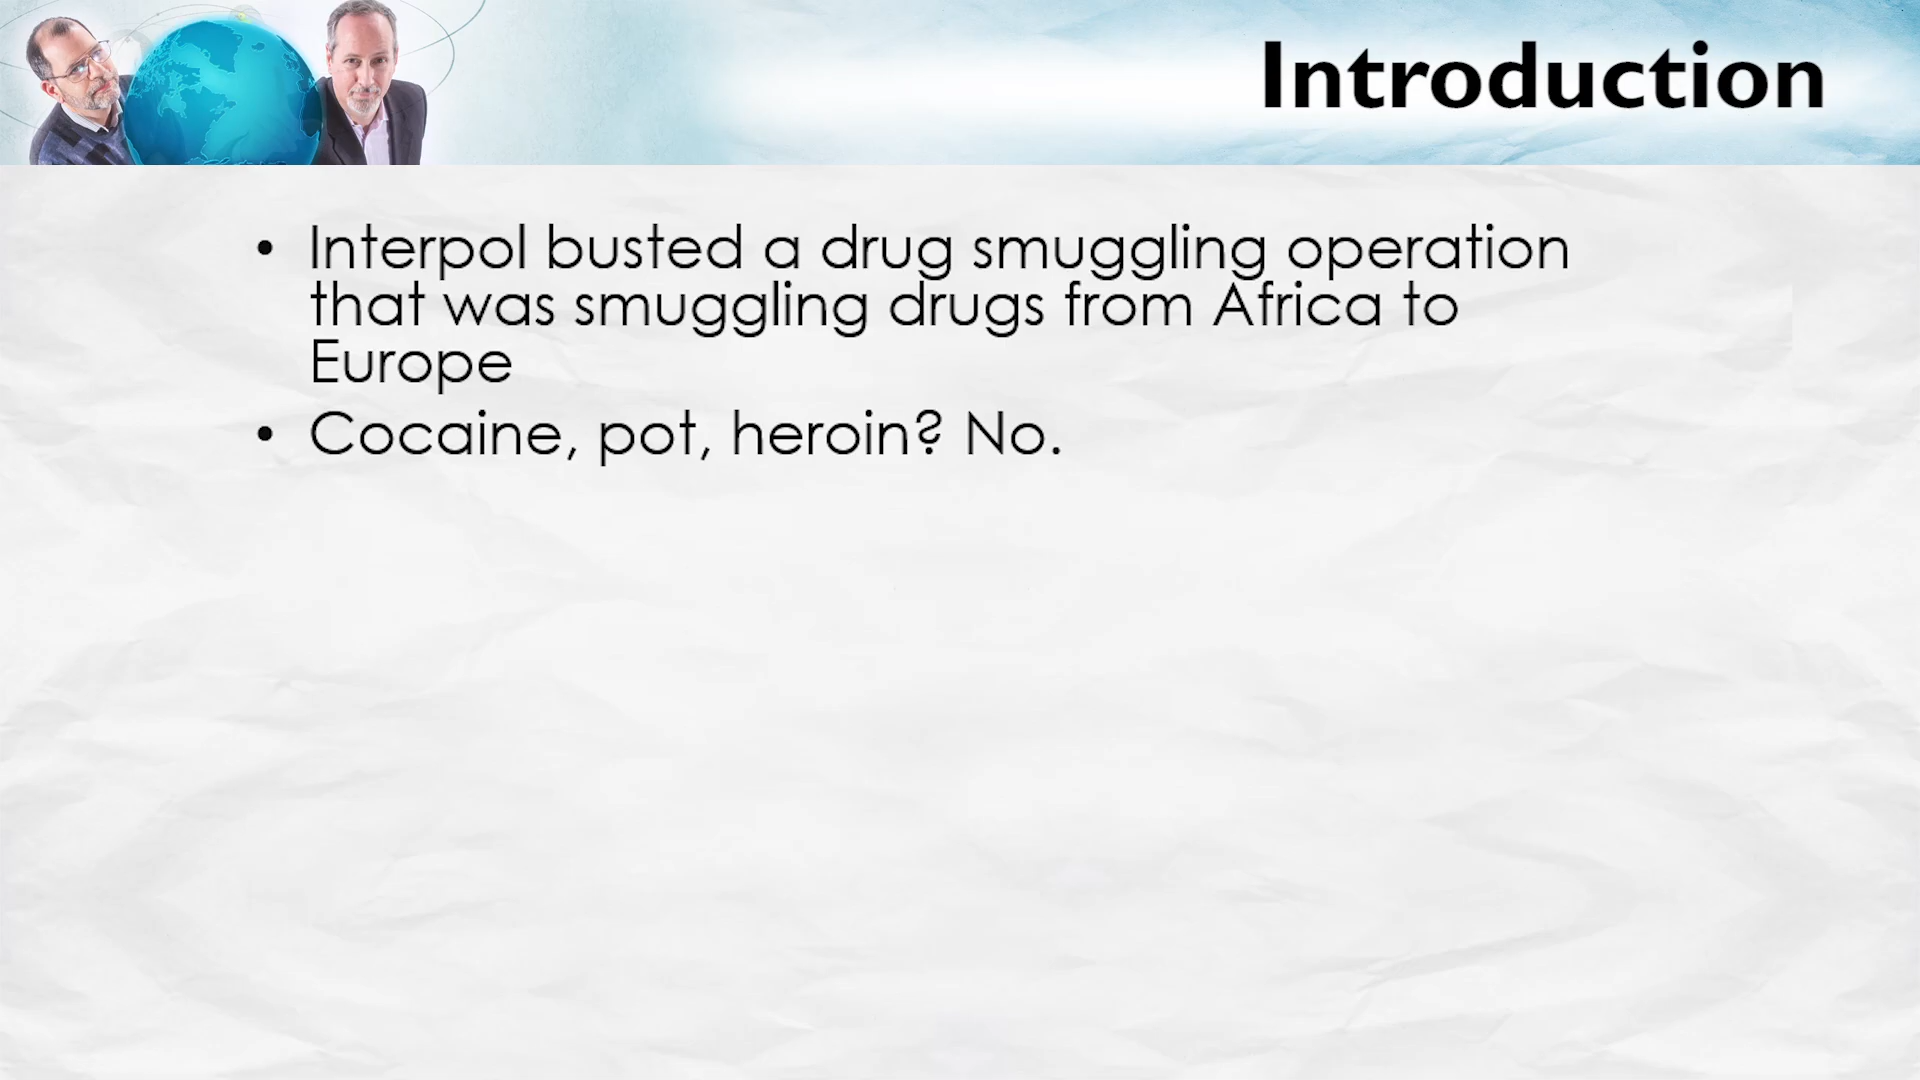 Introduction
• Interpol busted a drug smuggling operation
that was smuggling drugs from Africa to
Europe
• Cocaine, pot, heroin? No.